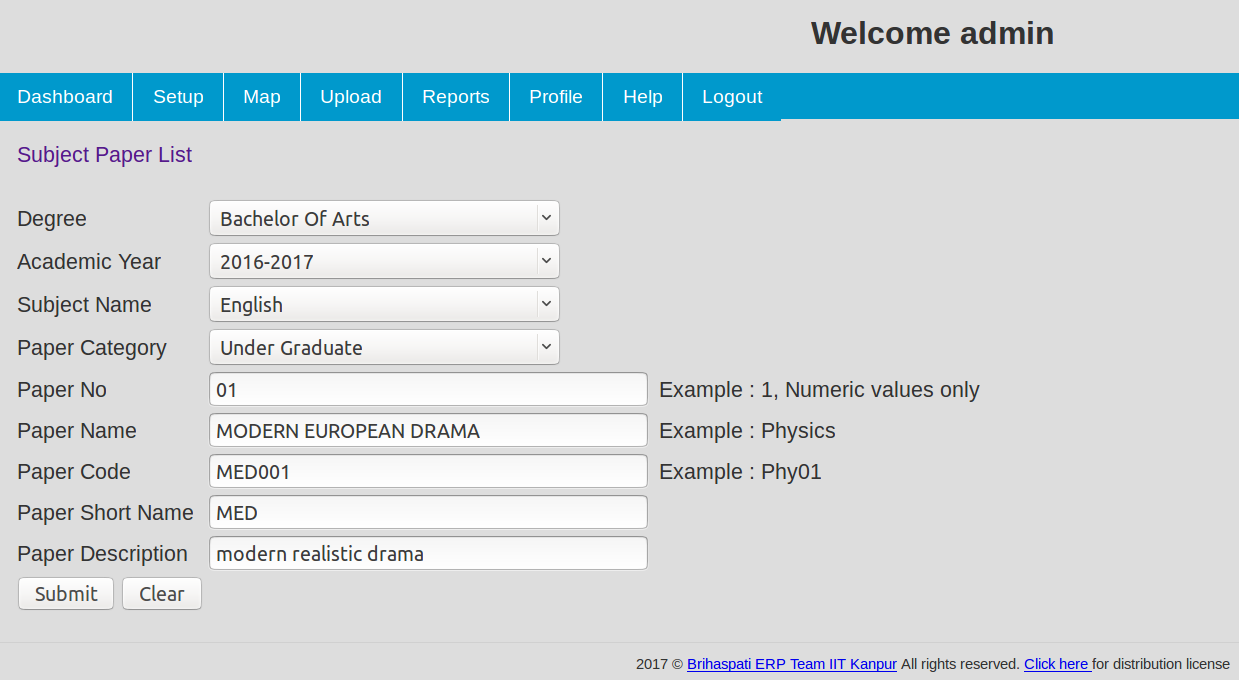 Welcome admin
Dashboard Setup Map Upload Reports Profile Help Logout
Subject Paper List
Degree Bachelor Of Arts
Academic Year 2016-2017
Subject Name English
Paper Category Under Graduate
Paper No 01 Example : 1, Numeric values only
Paper Name MODERN EUROPEAN DRAMA Example : Physics
Paper Code MED001 Example : Phy01
Paper Short Name MED
Paper Description modern realistic drama
Submit Clear
2017 © Brihaspati ERP Team IIT Kanpur All rights reserved. Click here for distribution license